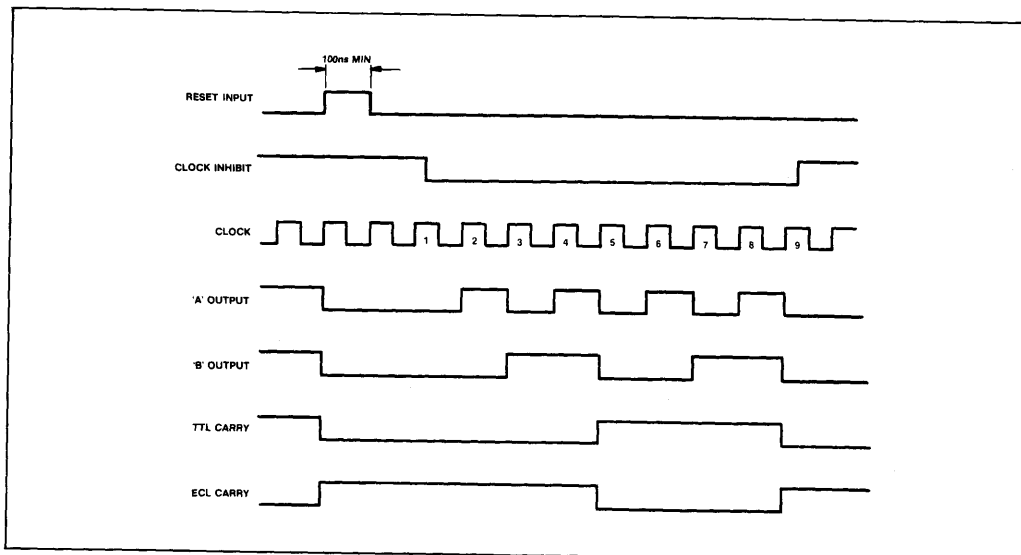 100ns MIN
RESET INPUT
CLOCK INHIBIT
CLOCK
1 2 3 4 5 6 7 8 9
'A' OUTPUT
'B' OUTPUT
TTL CARRY
ECL CARRY